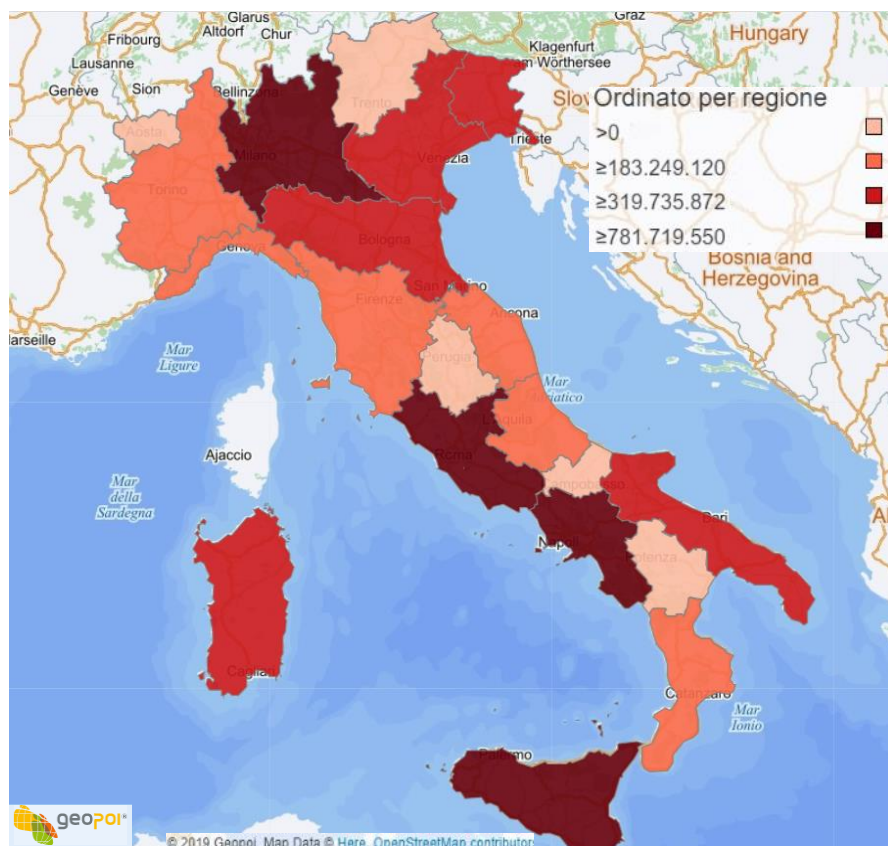 Glarus
Graz
Altdorf
Chur
Fribourg
Hungary
Klagenfurt
am Wörthersee
Lausanne
Sion
Bellinzona
Genève
Ordinato per regione
>0
≥183.249.120
≥319.735.872
≥781.719.550
Trento
Trieste
Aosta
Milano
Venezia
Torino
Bologna
Genova
Bosnia and
Herzegovina
San Marino
Firenze
Ancona
Mar
Ligure
Perugia
Mar
L'Aquila
Ajaccio
Roma
Mar
della
Sardegna
Campobasso
Bari
Napoli
Potenza
Cagliari
Catanzaro
Mar
Ionio
Palermo
geopoi
© 2019 Geopoi, Map Data © Here, OpenStreetMap contributors